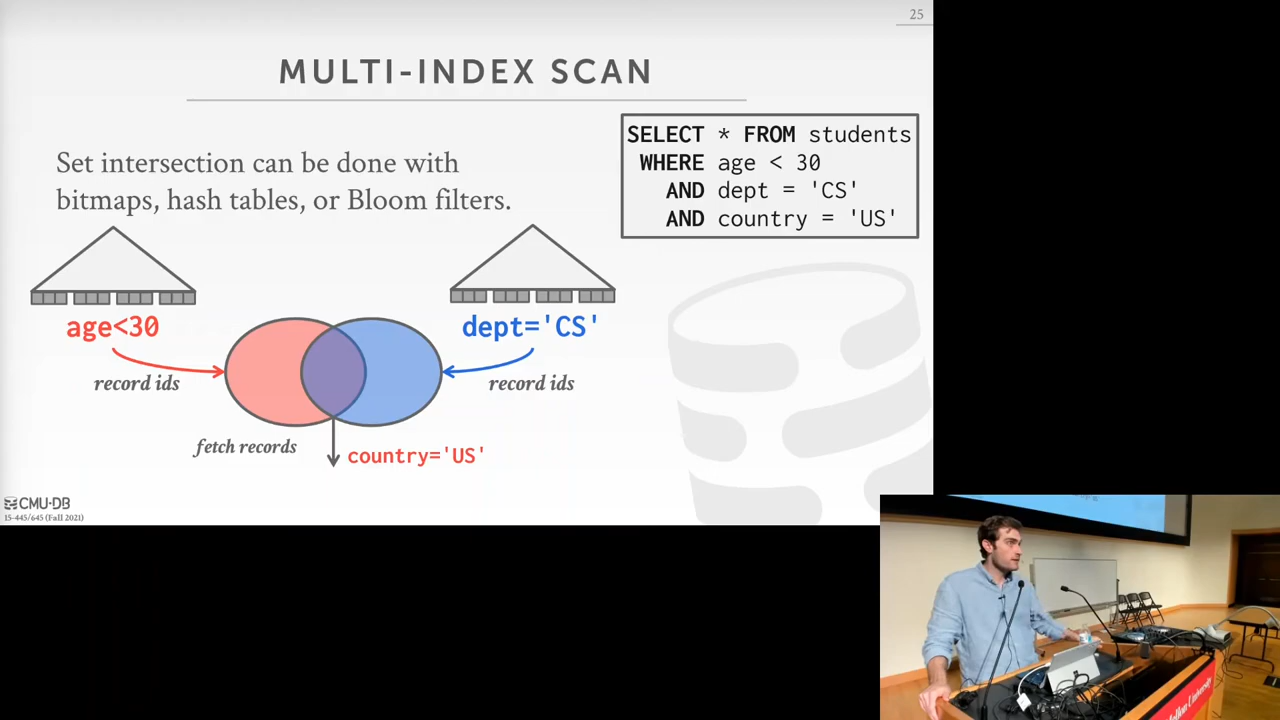 25
MULTI-INDEX SCAN
Set intersection can be done with
bitmaps, hash tables, or Bloom filters.
SELECT * FROM students
WHERE age < 30
AND dept = 'CS'
AND country = 'US'
age<30
dept='CS'
record ids
record ids
fetch records
country='US'
CMU·DB
15-445/645 (Fall 2021)
Mellon University